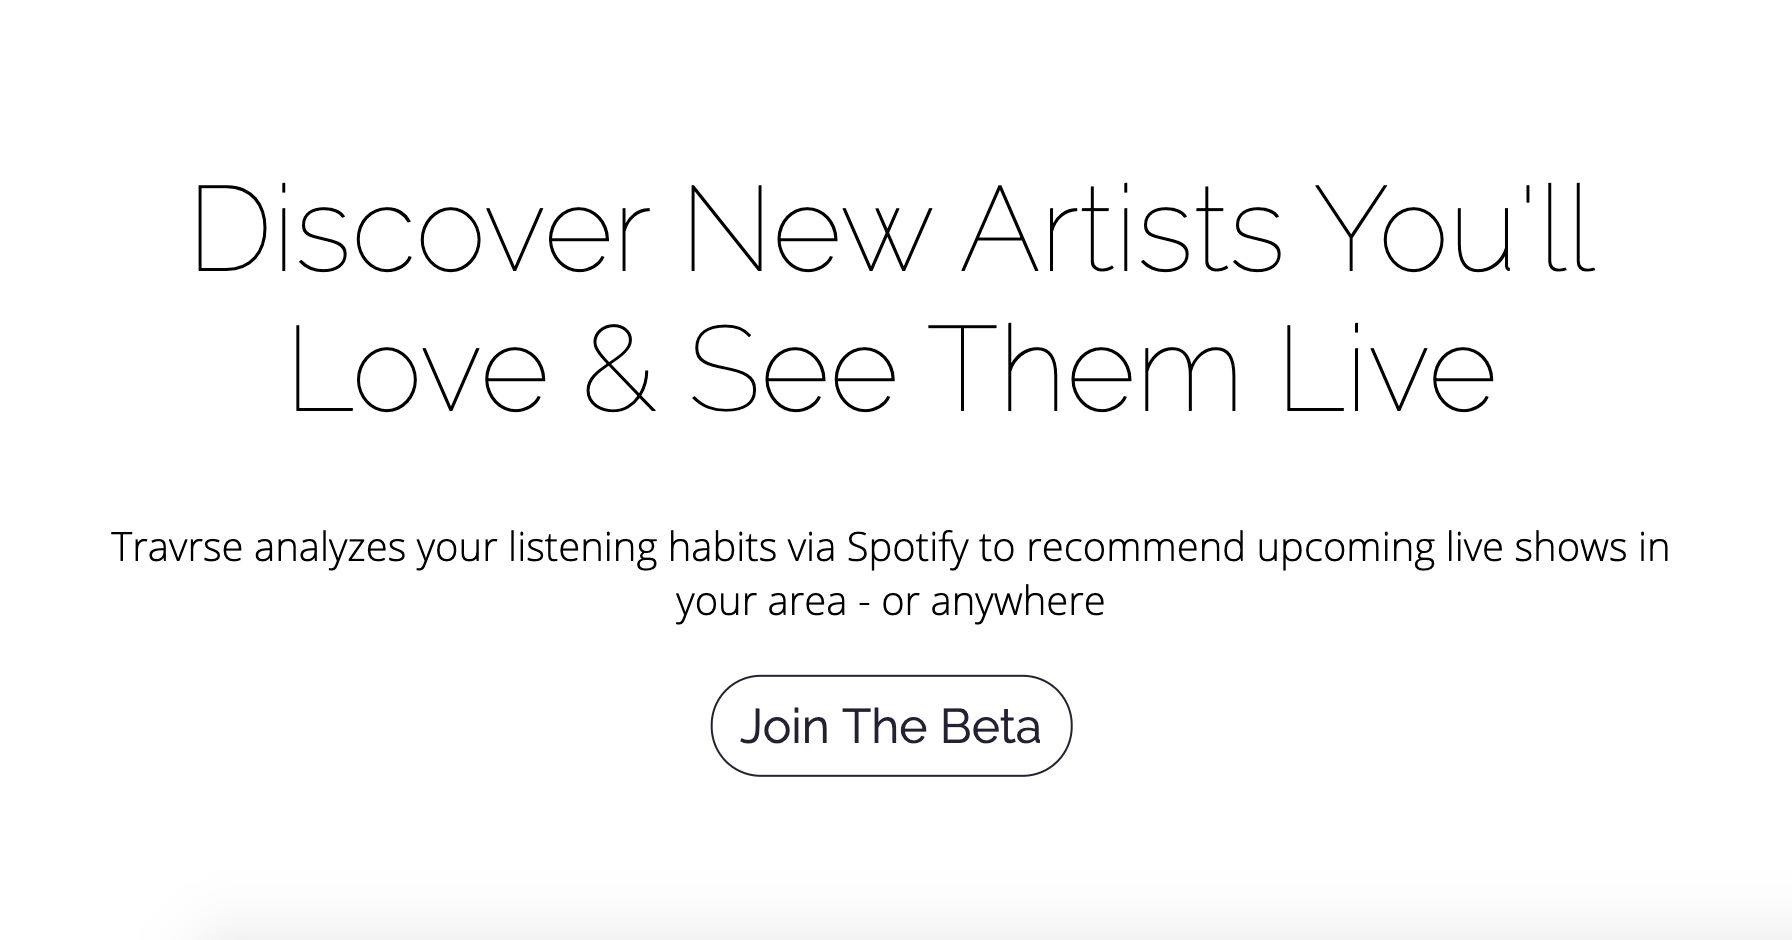 Discover New Artists You'll
Love & See Them Live
Travrse analyzes your listening habits via Spotify to recommend upcoming live shows in
your area - or anywhere
Join The Beta